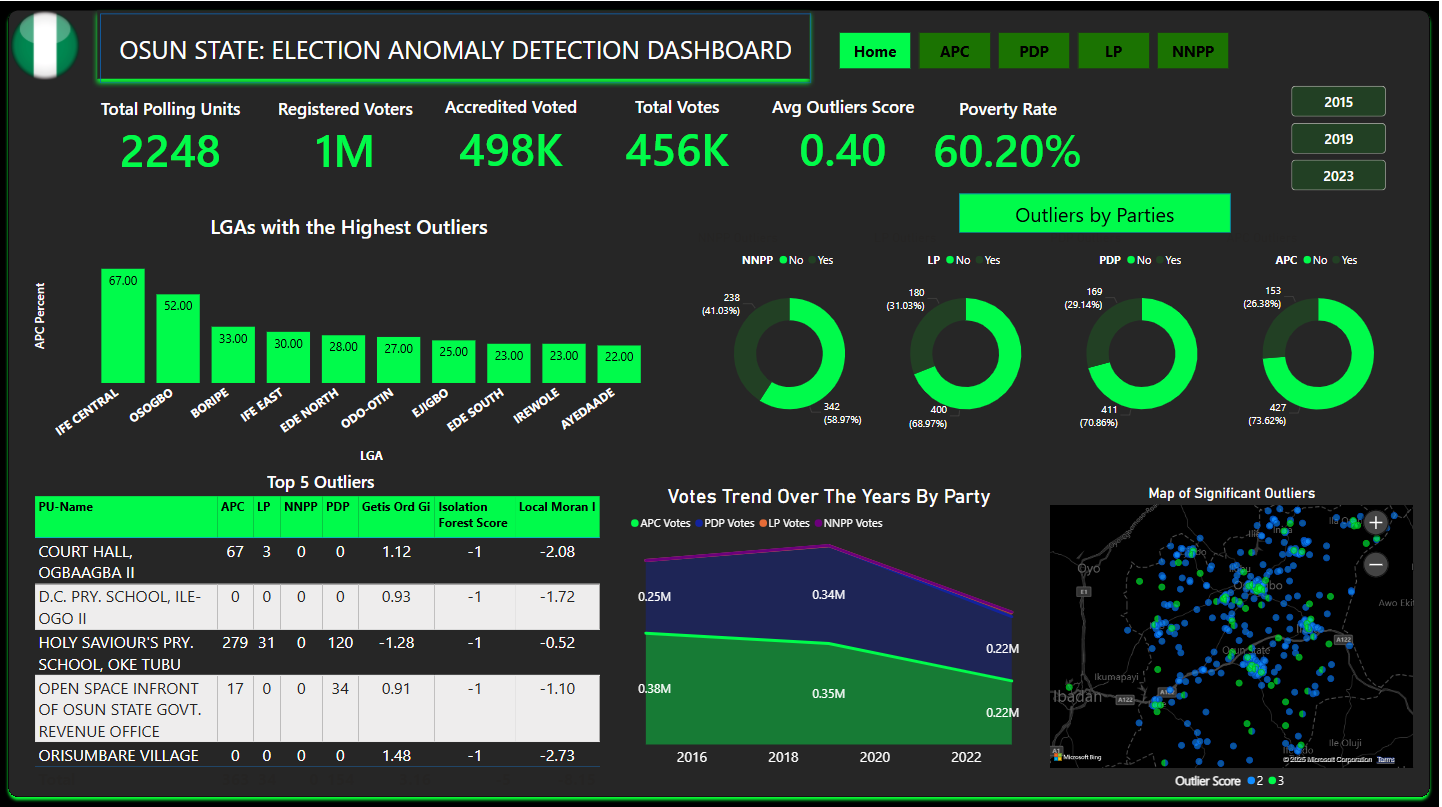 OSUN STATE: ELECTION ANOMALY DETECTION DASHBOARD
Home
APC
PDP
LP
NNPP
Total Polling Units
2248
Registered Voters
1M
Accredited Voted
498K
Total Votes
456K
Avg Outliers Score
0.40
Poverty Rate
60.20%
2015
2019
2023
LGAs with the Highest Outliers
APC Percent
67.00
52.00
33.00
30.00
28.00
27.00
25.00
23.00
23.00
22.00
IFE CENTRAL
OSOGBO
BORIPE
IFE EAST
EDE NORTH
ODO-OTIN
EJIGBO
EDE SOUTH
IREWOLE
AYEDAADE
LGA
Outliers by Parties
NNPP No Yes
238
(41.03%)
342
(58.97%)
LP No Yes
180
(31.03%)
400
(68.97%)
PDP No Yes
169
(29.14%)
411
(70.86%)
APC No Yes
153
(26.38%)
427
(73.62%)
Top 5 Outliers
PU-Name APC LP NNPP PDP Getis Ord Gi Isolation Forest Score Local Moran I
COURT HALL, OGBAAGBA II 67 3 0 0 1.12 -1 -2.08
D.C. PRY. SCHOOL, ILE-OGO II 0 0 0 0 0.93 -1 -1.72
HOLY SAVIOUR'S PRY. SCHOOL, OKE TUBU 279 31 0 120 -1.28 -1 -0.52
OPEN SPACE INFRONT OF OSUN STATE GOVT. REVENUE OFFICE 17 0 0 34 0.91 -1 -1.10
ORISUMBARE VILLAGE 0 0 0 0 1.48 -1 -2.73
Votes Trend Over The Years By Party
APC Votes PDP Votes LP Votes NNPP Votes
0.25M
0.34M
0.22M
0.38M
0.35M
0.22M
2016
2018
2020
2022
Map of Significant Outliers
Oyo
E1
Awo Ekit
A122
Osun State
Ikumapayi
A122
Ibadan
A122
A1
Ile Oluji
Microsoft Bing
© 2025 Microsoft Corporation Terms
Outlier Score 2 3